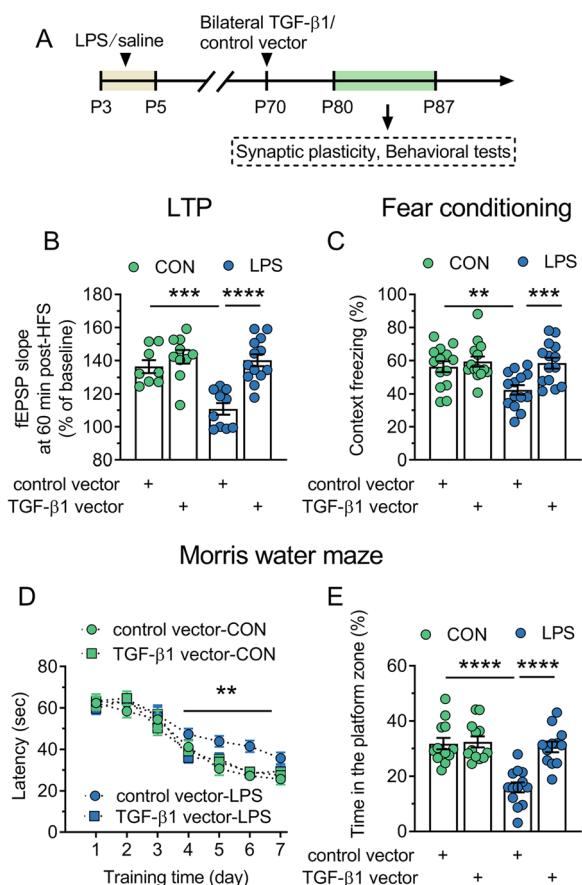 A
LPS/saline
Bilateral TGF-β1/
control vector
P3 P5 P70 P80 P87
Synaptic plasticity, Behavioral tests
LTP
Fear conditioning
B
CON LPS
*** ****
fEPSP slope
at 60 min post-HFS
(% of baseline)
180
160
140
120
100
80
control vector + +
TGF-β1 vector + +
C
CON LPS
** ***
Context freezing (%)
100
80
60
40
20
0
control vector + +
TGF-β1 vector + +
Morris water maze
D
control vector-CON
TGF-β1 vector-CON
**
Latency (sec)
80
60
40
20
control vector-LPS
TGF-β1 vector-LPS
1 2 3 4 5 6 7
Training time (day)
E
CON LPS
**** ****
Time in the platform zone (%)
60
40
20
0
control vector + +
TGF-β1 vector + +